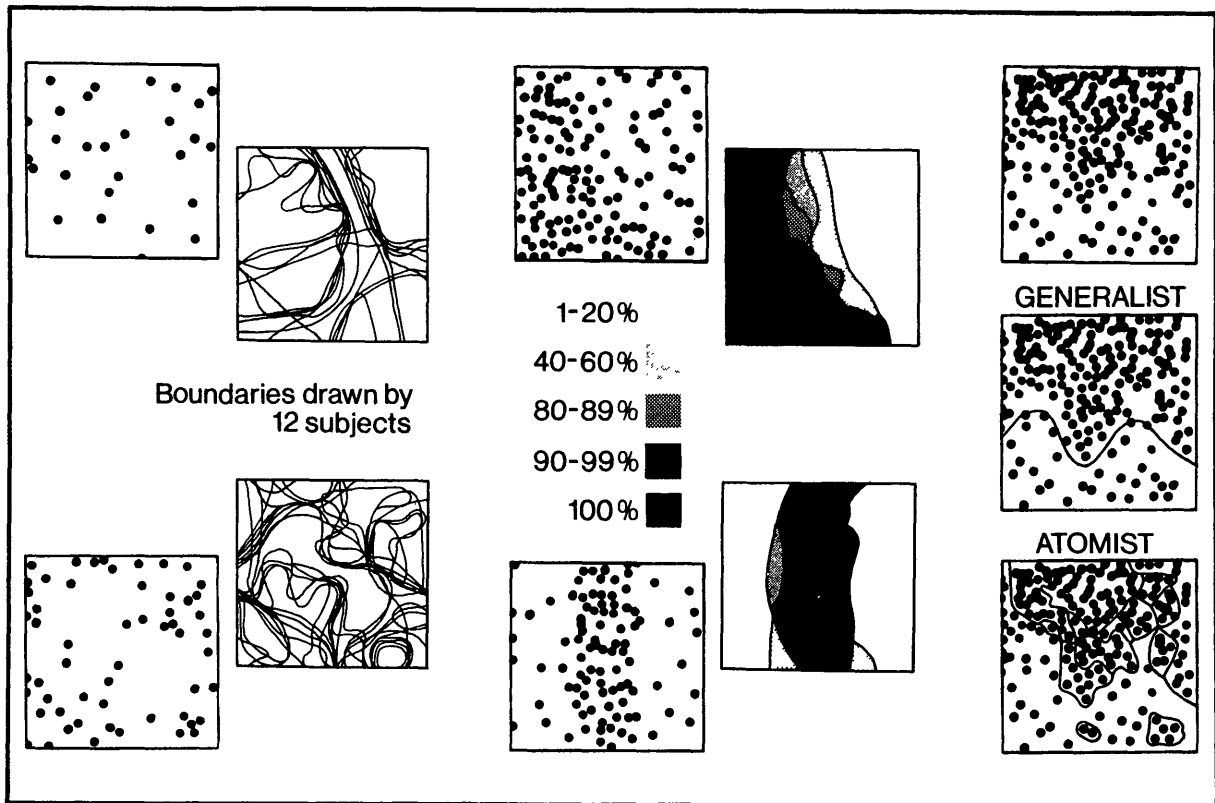 Boundaries drawn by
12 subjects
1-20%
40-60%
80-89%
90-99%
100%
GENERALIST
ATOMIST